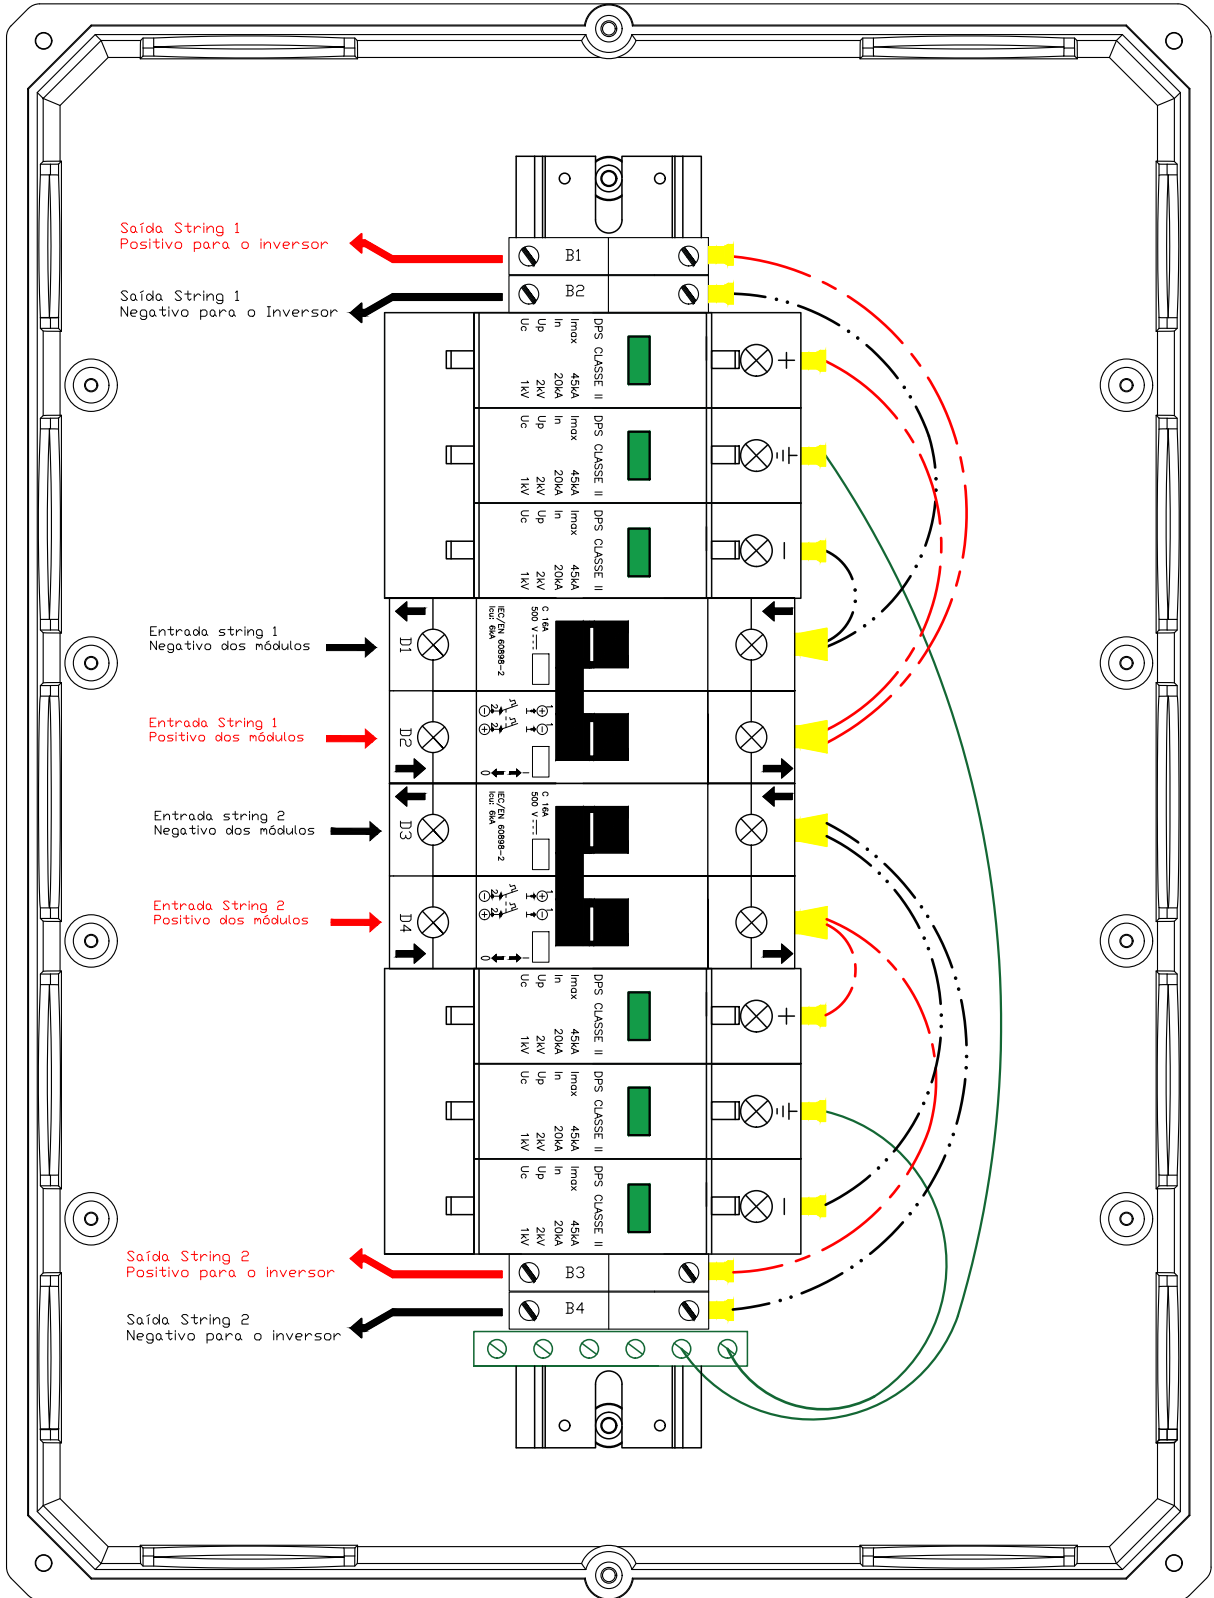 Saída String 1
Positivo para o inversor
Saída String 1
Negativo para o Inversor
B1
B2
DPS CLASSE II
Imax 45kA
In 20kA
Up 2kV
Uc 1kV
+
DPS CLASSE II
Imax 45kA
In 20kA
Up 2kV
Uc 1kV
DPS CLASSE II
Imax 45kA
In 20kA
Up 2kV
Uc 1kV
−
Entrada string 1
Negativo dos módulos
D1
C 16A
500 V
IEC/EN 60898-2
Icu: 6kA
Entrada String 1
Positivo dos módulos
D2
Entrada string 2
Negativo dos módulos
D3
C 16A
500 V
IEC/EN 60898-2
Icu: 6kA
Entrada String 2
Positivo dos módulos
D4
DPS CLASSE II
Imax 45kA
In 20kA
Up 2kV
Uc 1kV
+
DPS CLASSE II
Imax 45kA
In 20kA
Up 2kV
Uc 1kV
DPS CLASSE II
Imax 45kA
In 20kA
Up 2kV
Uc 1kV
−
Saída String 2
Positivo para o inversor
B3
B4
Saída String 2
Negativo para o inversor